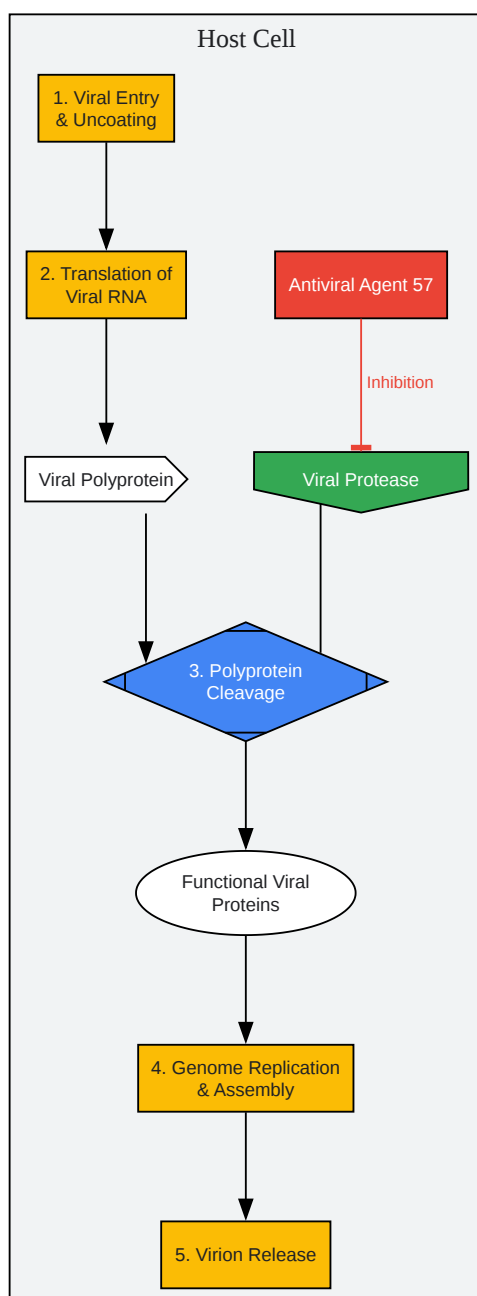 Host Cell
1. Viral Entry
& Uncoating
2. Translation of
Viral RNA
Antiviral Agent 57
Inhibition
Viral Polyprotein
Viral Protease
3. Polyprotein
Cleavage
Functional Viral
Proteins
4. Genome Replication
& Assembly
5. Virion Release